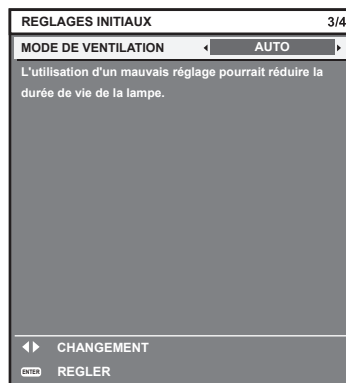 REGLAGES INITIAUX 3/4
MODE DE VENTILATION AUTO
L'utilisation d'un mauvais réglage pourrait réduire la
durée de vie de la lampe.
CHANGEMENT
ENTER REGLER